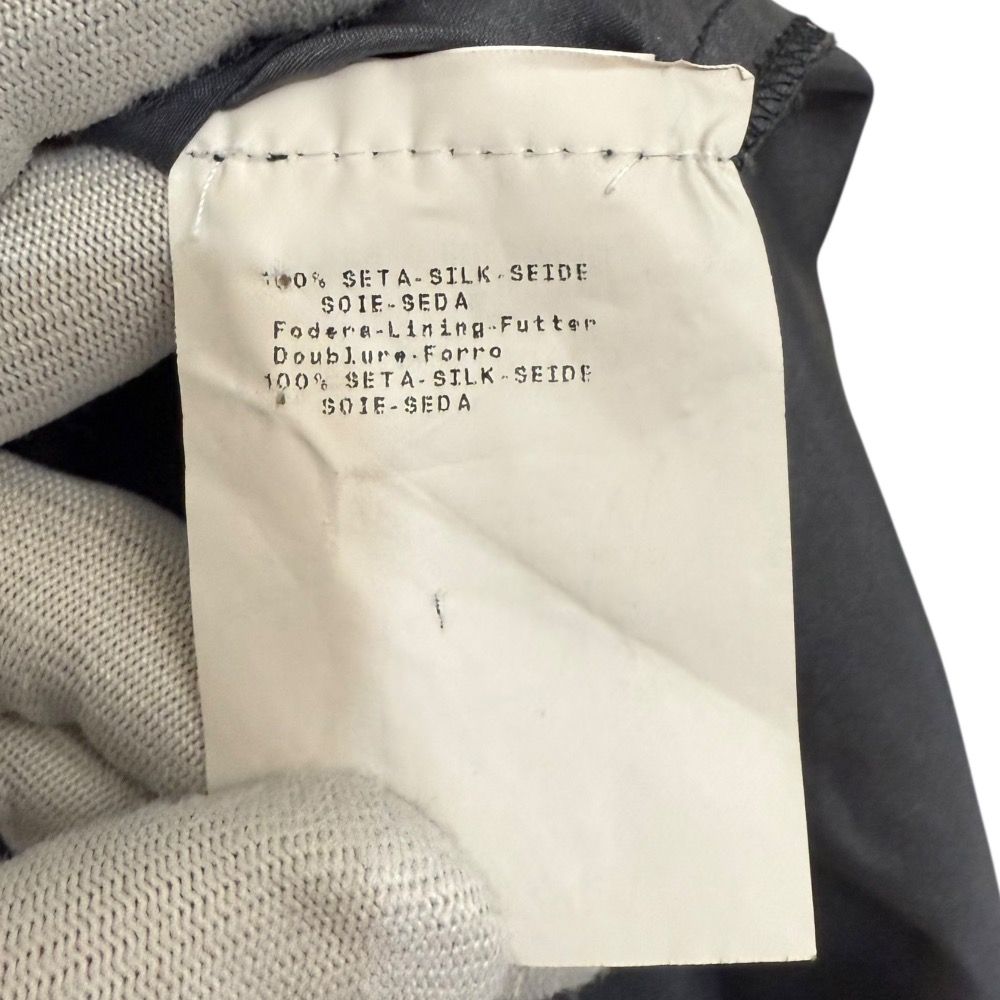 100% SETA-SILK-SEIDE
SOIE-SEDA
Fodera-Lining-Futter
Doublure-Forro
100% SETA-SILK-SEIDE
SOIE-SEDA